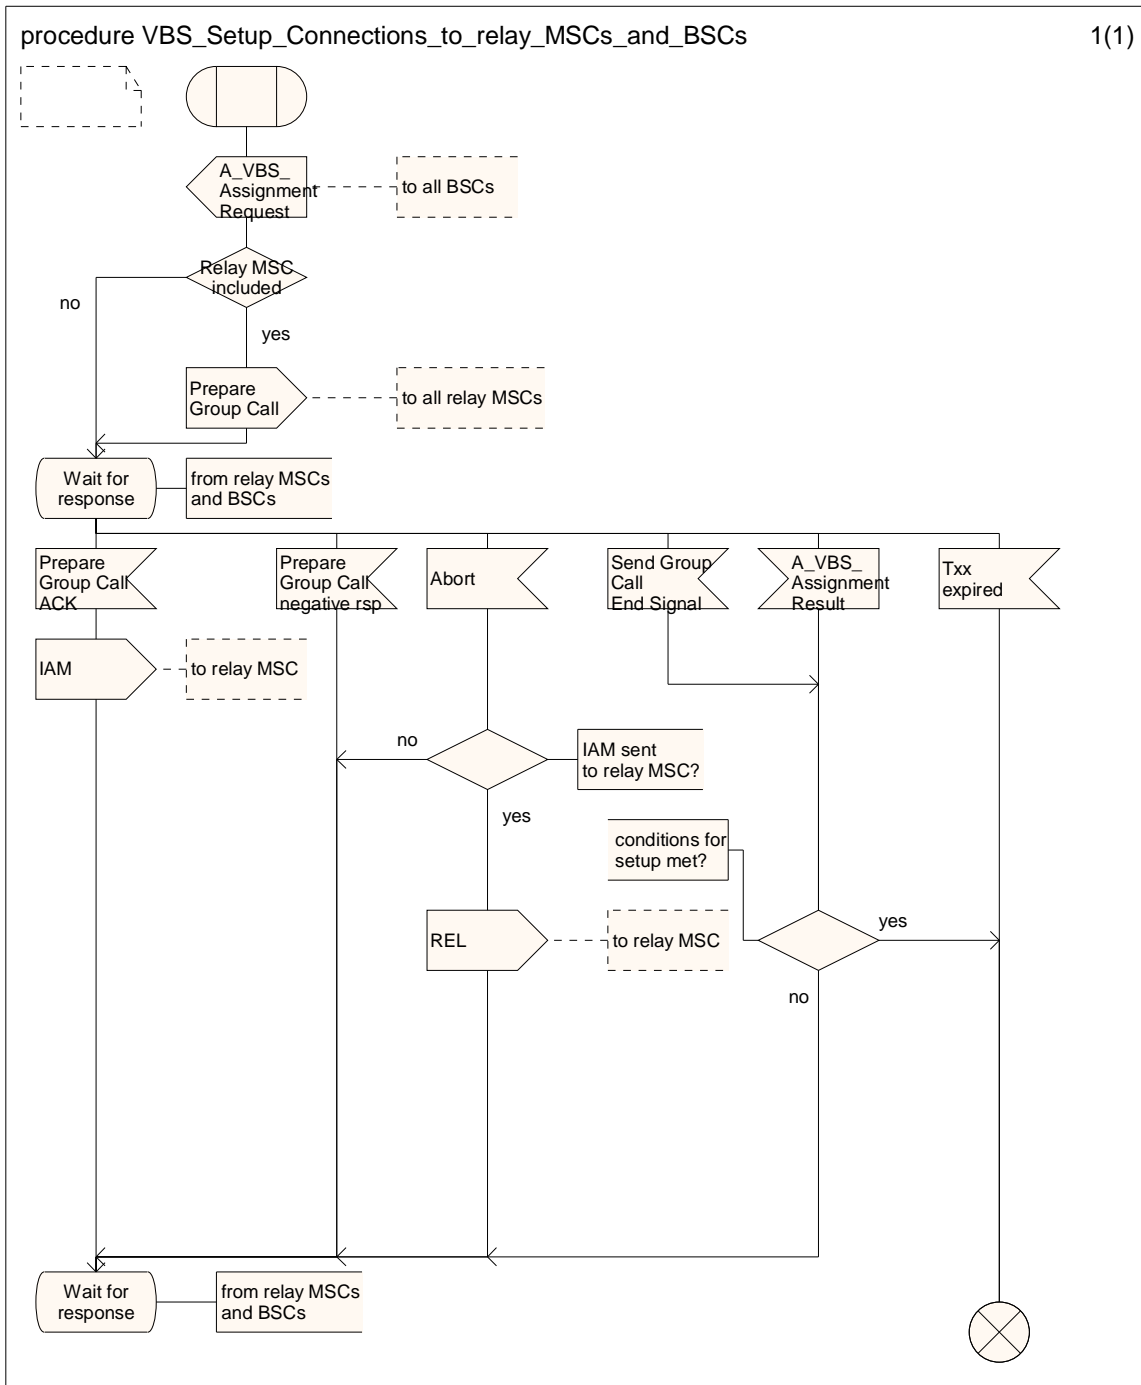 procedure VBS_Setup_Connections_to_relay_MSCs_and_BSCs
1(1)
A_VBS_
Assignment
Request
to all BSCs
Relay MSC
included
no
yes
Prepare
Group Call
to all relay MSCs
Wait for
response
from relay MSCs
and BSCs
Prepare
Group Call
ACK
Prepare
Group Call
negative rsp
Abort
Send Group
Call
End Signal
A_VBS_
Assignment
Result
Txx
expired
IAM
to relay MSC
no
IAM sent
to relay MSC?
yes
conditions for
setup met?
REL
to relay MSC
yes
no
Wait for
response
from relay MSCs
and BSCs